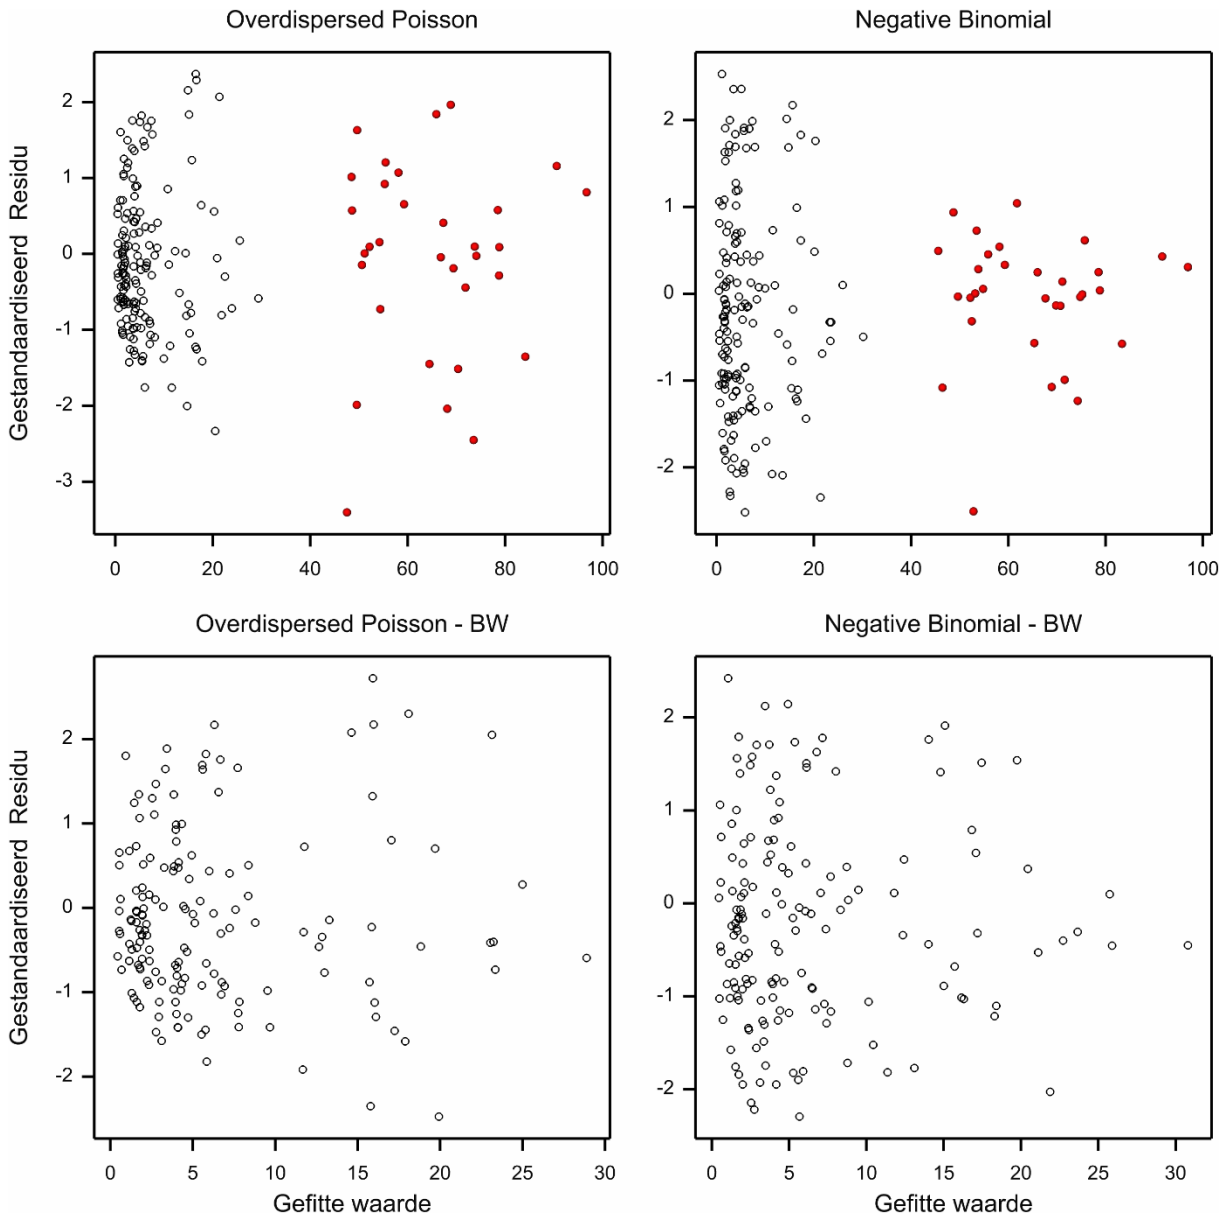 Overdispersed Poisson
Negative Binomial
Gestandaardiseerd Residu
2
1
0
-1
-2
-3
0 20 40 60 80 100
2
1
0
-1
-2
0 20 40 60 80 100
Overdispersed Poisson - BW
Negative Binomial - BW
Gestandaardiseerd Residu
2
1
0
-1
-2
0 5 10 15 20 25 30
Gefitte waarde
2
1
0
-1
-2
0 5 10 15 20 25 30
Gefitte waarde